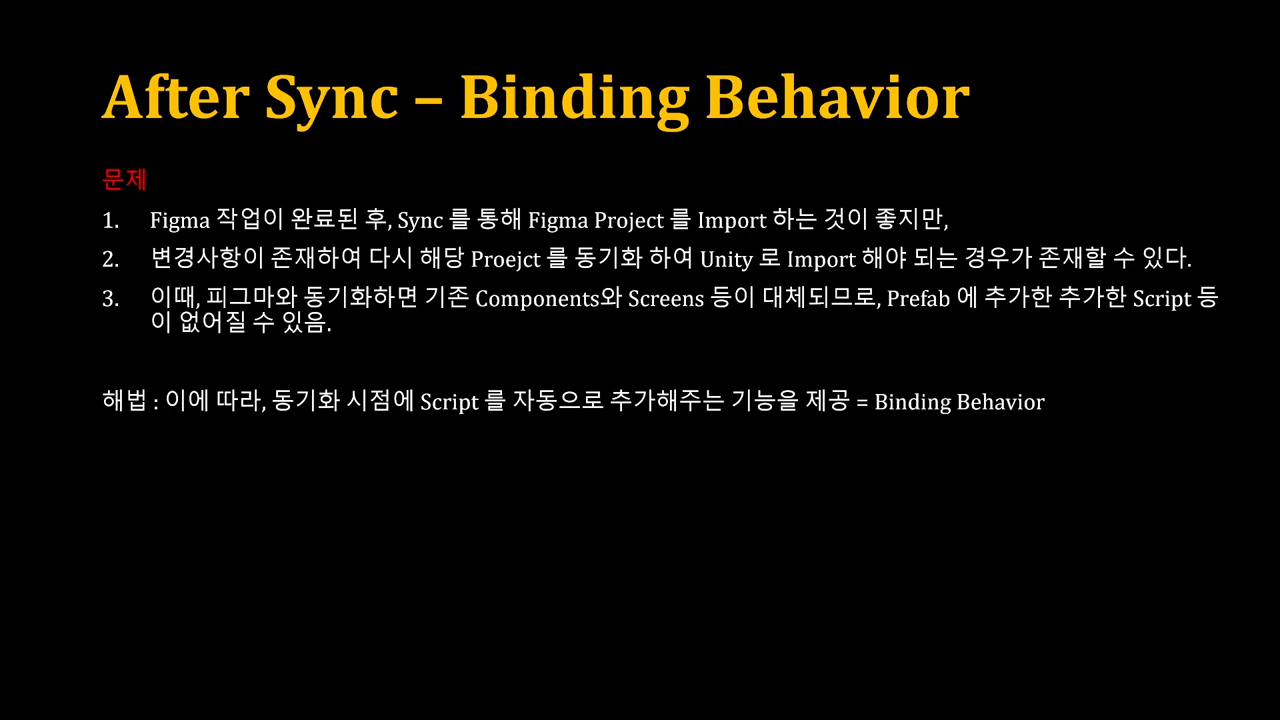 After Sync – Binding Behavior
문제
1. Figma 작업이 완료된 후, Sync 를 통해 Figma Project 를 Import 하는 것이 좋지만,
2. 변경사항이 존재하여 다시 해당 Proejct 를 동기화 하여 Unity 로 Import 해야 되는 경우가 존재할 수 있다.
3. 이때, 피그마와 동기화하면 기존 Components와 Screens 등이 대체되므로, Prefab 에 추가한 추가한 Script 등
이 없어질 수 있음.
해법 : 이에 따라, 동기화 시점에 Script 를 자동으로 추가해주는 기능을 제공 = Binding Behavior